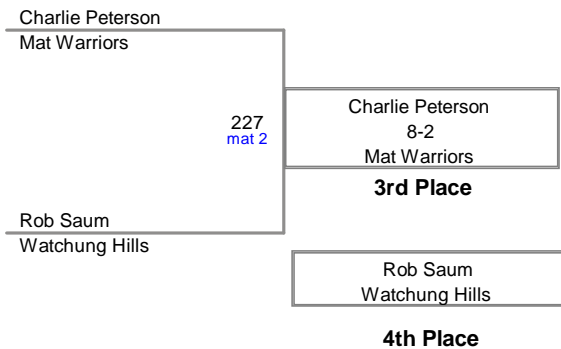 Charlie Peterson
Mat Warriors
227
mat 2
Charlie Peterson
8-2
Mat Warriors
3rd Place
Rob Saum
Watchung Hills
Rob Saum
Watchung Hills
4th Place